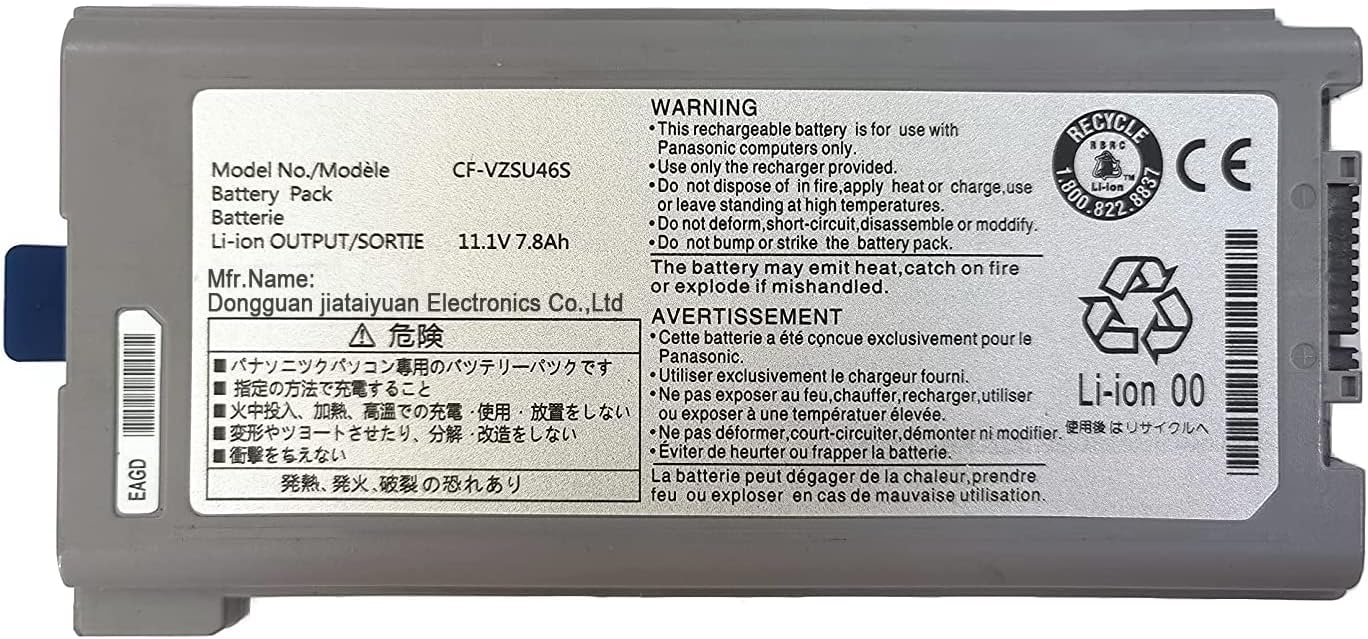 Model No./Modèle CF-VZSU46S
Battery Pack
Batterie
Li-ion OUTPUT/SORTIE 11.1V 7.8Ah
Mfr.Name:
Dongguan jiataiyuan Electronics Co.,Ltd
⚠ 危険
■パナソニツクパソコン専用のバツテリーパツクです
■指定の方法で充電すること
■火中投入、加熱、高温での充電・使用・放置をしない
■変形やツヨートさせたり、分解・改造をしない
■衝撃をちえない
発熱、発火、破裂の恐れあり
EAGD
WARNING
•This rechargeable battery is for use with
Panasonic computers only.
•Use only the recharger provided.
•Do not dispose of in fire,apply heat or charge,use
or leave standing at high temperatures.
•Do not deform,short-circuit,disassemble or modify.
•Do not bump or strike the battery pack.
The battery may emit heat,catch on fire
or explode if mishandled.
AVERTISSEMENT
•Cette batterie a été conçue exclusivement pour le
Panasonic.
•Utiliser exclusivement le chargeur fourni.
•Ne pas exposer au feu,chauffer,recharger,utiliser
ou exposer à une températuer élevée.
•Ne pas déformer,court-circuiter,démonter ni modifier.
•Éviter de heurter ou frapper la batterie.
La batterie peut dégager de la chaleur,prendre
feu ou exploser en cas de mauvaise utilisation.
RECYCLE
RBRC
TM
Li-ion
1.800.822.8837
CE
Li-ion 00
使用後はリサイクルへ